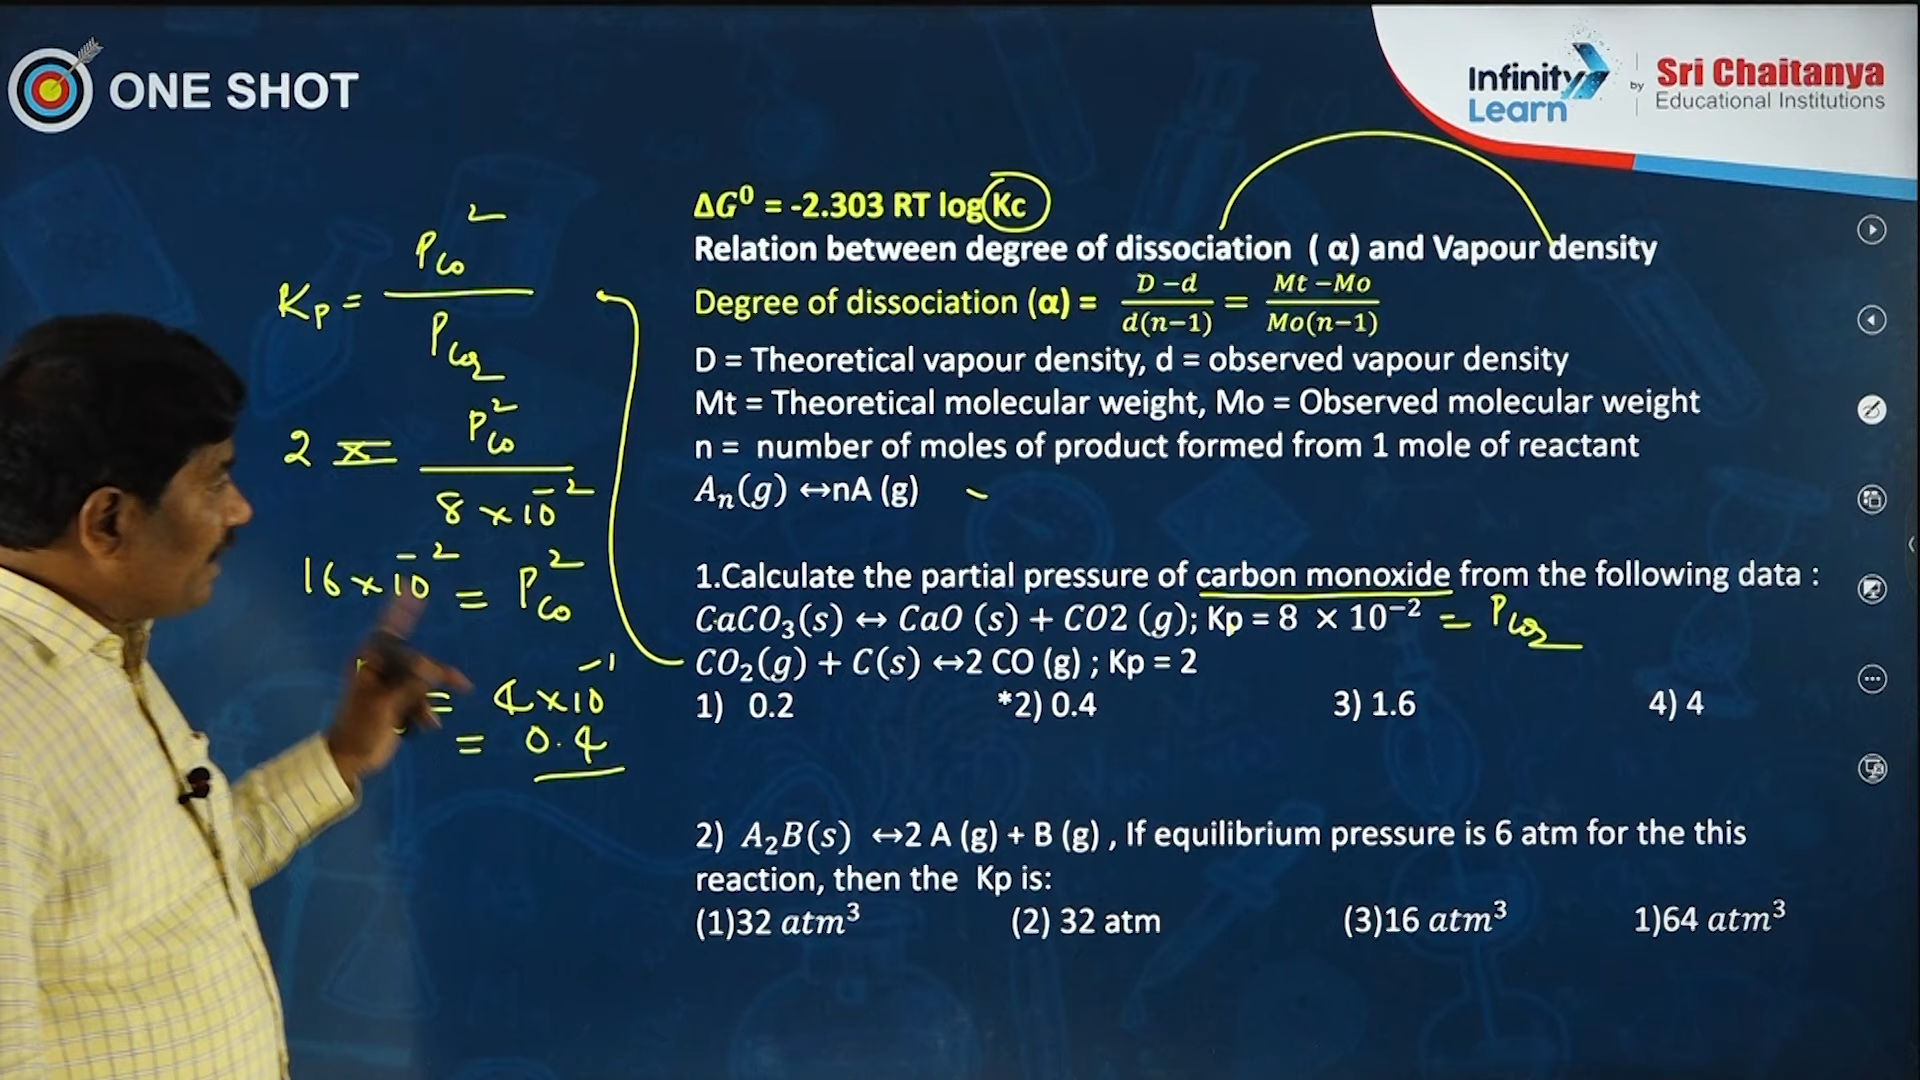 ONE SHOT
Infinity Learn by Sri Chaitanya Educational Institutions
ΔG⁰ = -2.303 RT log Kc
Relation between degree of dissociation ( α) and Vapour density
Degree of dissociation (α) = D −d / d(n−1) = Mt −Mo / Mo(n−1)
D = Theoretical vapour density, d = observed vapour density
Mt = Theoretical molecular weight, Mo = Observed molecular weight
n = number of moles of product formed from 1 mole of reactant
Aₙ(g) ↔nA (g)
1.Calculate the partial pressure of carbon monoxide from the following data :
CaCO₃(s) ↔ CaO (s) + CO2 (g); Kp = 8 × 10⁻² = P_CO₂
CO₂(g) + C(s) ↔2 CO (g) ; Kp = 2
1) 0.2 *2) 0.4 3) 1.6 4) 4
2) A₂B(s) ↔2 A (g) + B (g) , If equilibrium pressure is 6 atm for the this
reaction, then the Kp is:
(1)32 atm³ (2) 32 atm (3)16 atm³ 1)64 atm³
Kp = P_CO² / P_CO₂
2 = P_CO² / 8 × 10⁻²
16 × 10⁻² = P_CO²
= 4 × 10⁻¹
= 0.4